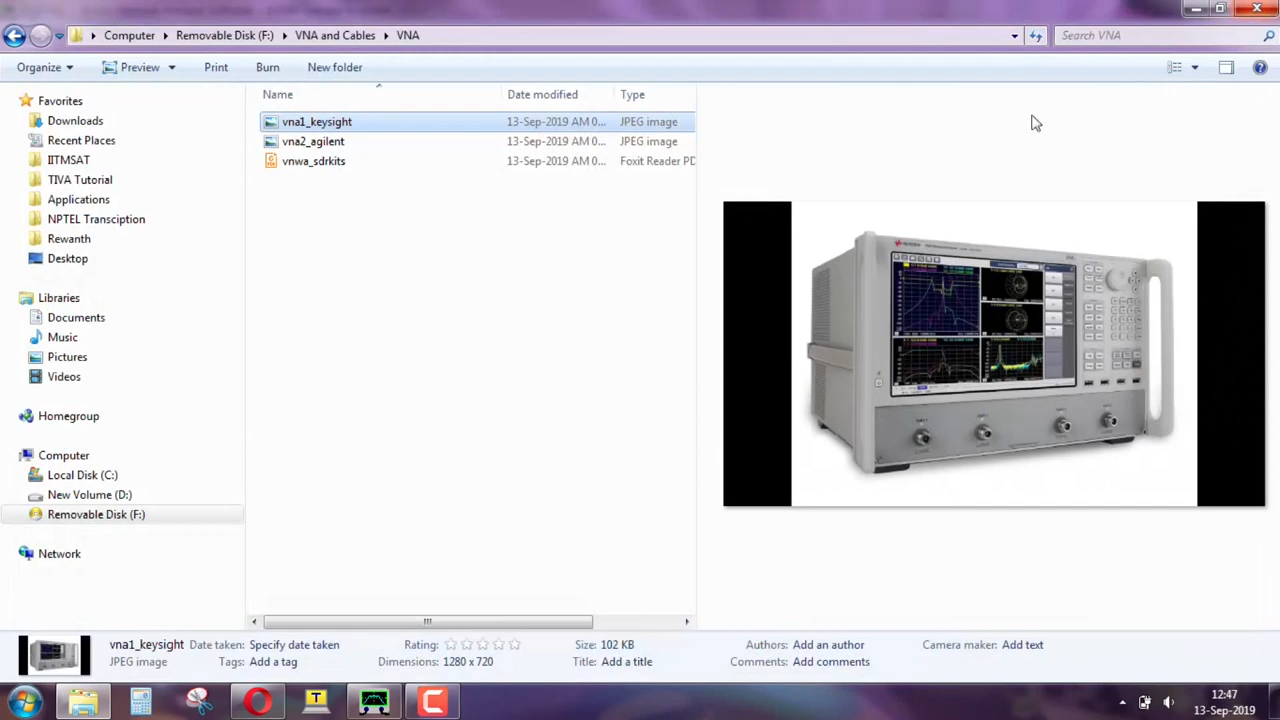 Computer ▸ Removable Disk (F:) ▸ VNA and Cables ▸ VNA
Search VNA
Organize Preview Print Burn New folder
Favorites
Downloads
Recent Places
IITMSAT
TIVA Tutorial
Applications
NPTEL Transciption
Rewanth
Desktop
Libraries
Documents
Music
Pictures
Videos
Homegroup
Computer
Local Disk (C:)
New Volume (D:)
Removable Disk (F:)
Network
Name Date modified Type
vna1_keysight 13-Sep-2019 AM 0... JPEG image
vna2_agilent 13-Sep-2019 AM 0... JPEG image
vnwa_sdrkits 13-Sep-2019 AM 0... Foxit Reader PD
vna1_keysight Date taken: Specify date taken Rating: Size: 102 KB Authors: Add an author Camera maker: Add text
JPEG image Tags: Add a tag Dimensions: 1280 x 720 Title: Add a title Comments: Add comments
T
12:47
13-Sep-2019